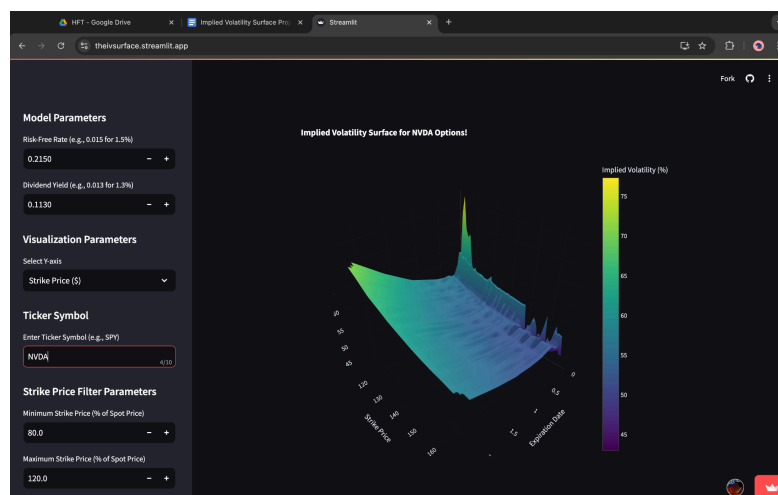 HFT - Google Drive
Implied Volatility Surface Pro
Streamlit
theivsurface.streamlit.app
Fork
Model Parameters
Risk-Free Rate (e.g., 0.015 for 1.5%)
0.2150
Dividend Yield (e.g., 0.013 for 1.3%)
0.1130
Visualization Parameters
Select Y-axis
Strike Price ($)
Ticker Symbol
Enter Ticker Symbol (e.g., SPY)
NVDA
4/10
Strike Price Filter Parameters
Minimum Strike Price (% of Spot Price)
80.0
Maximum Strike Price (% of Spot Price)
120.0
Implied Volatility Surface for NVDA Options!
Implied Volatility (%)
75
70
65
60
55
50
45
55
50
45
120
130
140
150
160
Strike Price
0
0.5
1
1.5
Expiration Date